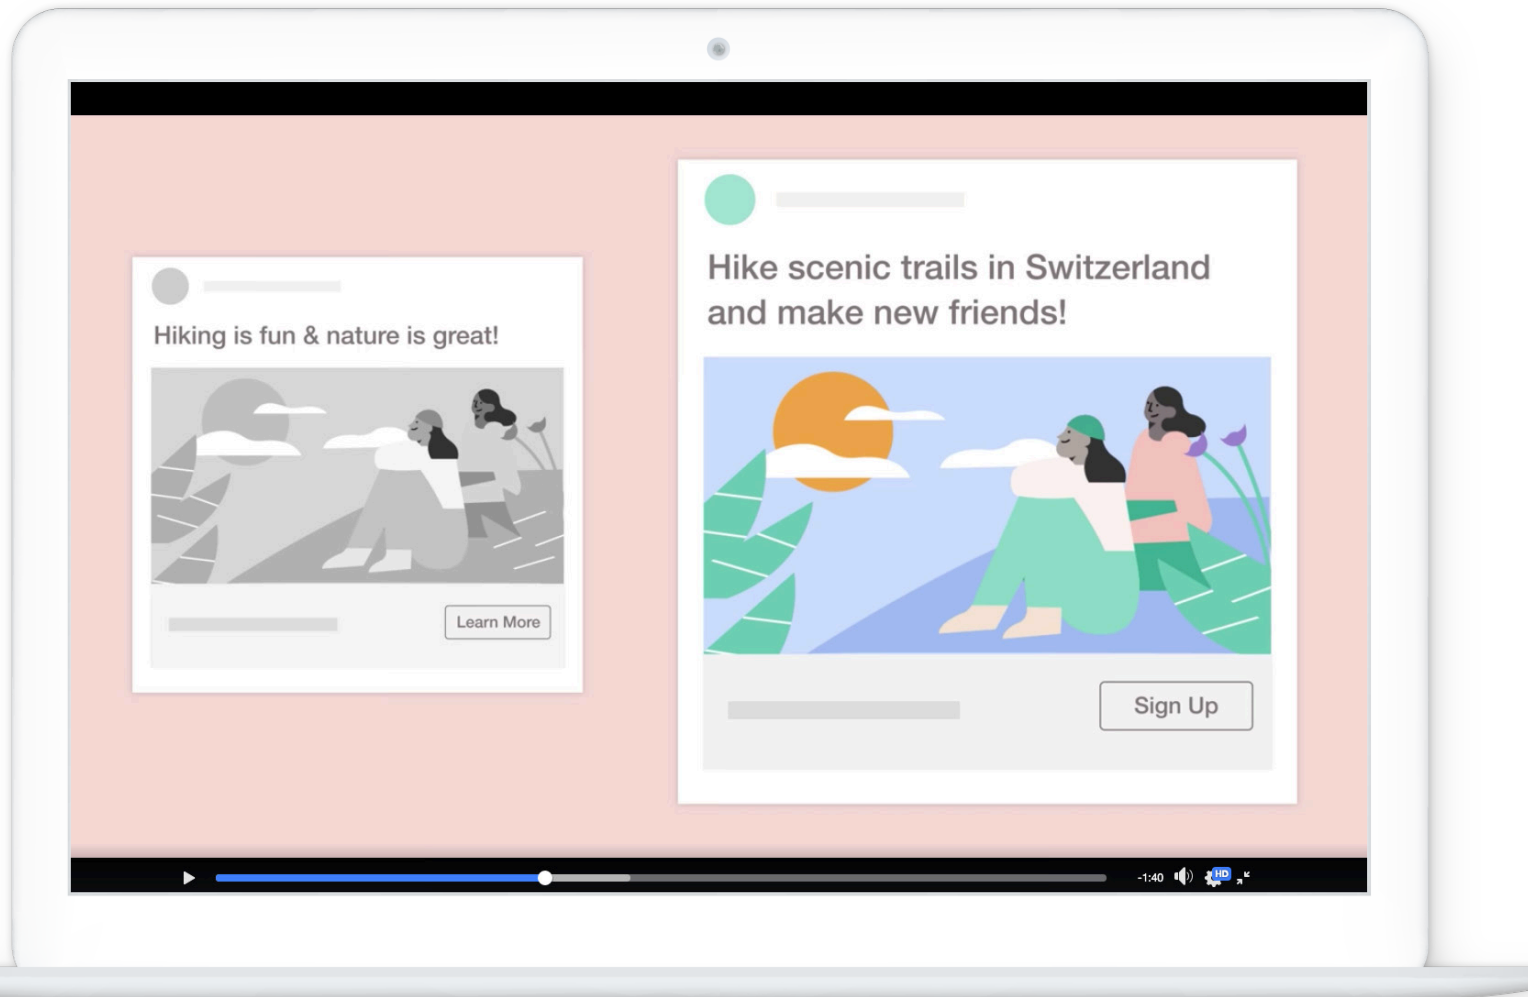 Hiking is fun & nature is great!
Learn More
Hike scenic trails in Switzerland
and make new friends!
Sign Up
-1:40
HD